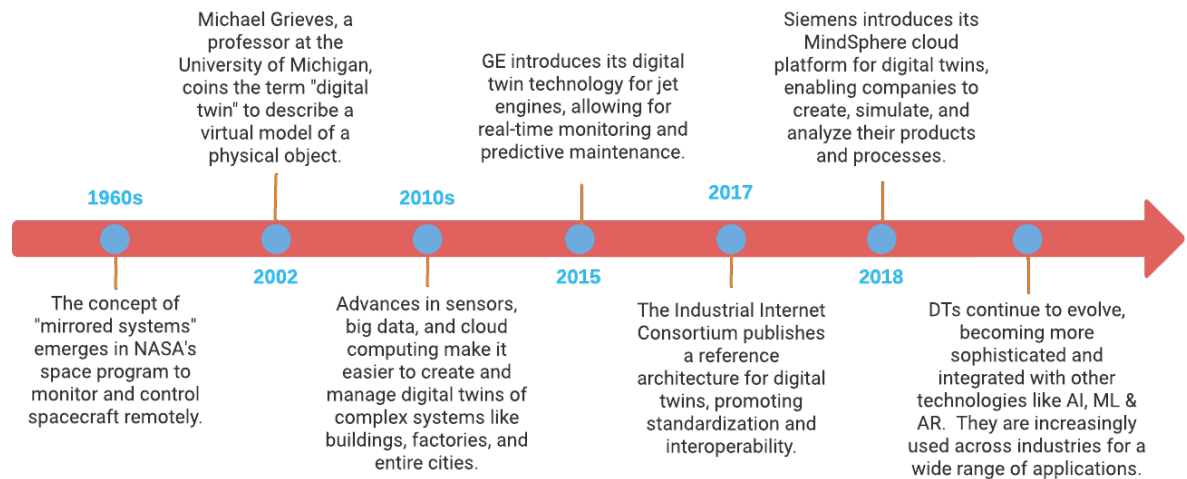 1960s
The concept of
"mirrored systems"
emerges in NASA's
space program to
monitor and control
spacecraft remotely.
Michael Grieves, a
professor at the
University of Michigan,
coins the term "digital
twin" to describe a
virtual model of a
physical object.
2002
2010s
Advances in sensors,
big data, and cloud
computing make it
easier to create and
manage digital twins of
complex systems like
buildings, factories, and
entire cities.
GE introduces its digital
twin technology for jet
engines, allowing for
real-time monitoring and
predictive maintenance.
2015
2017
The Industrial Internet
Consortium publishes
a reference
architecture for digital
twins, promoting
standardization and
interoperability.
Siemens introduces its
MindSphere cloud
platform for digital twins,
enabling companies to
create, simulate, and
analyze their products
and processes.
2018
DTs continue to evolve,
becoming more
sophisticated and
integrated with other
technologies like AI, ML &
AR. They are increasingly
used across industries for a
wide range of applications.